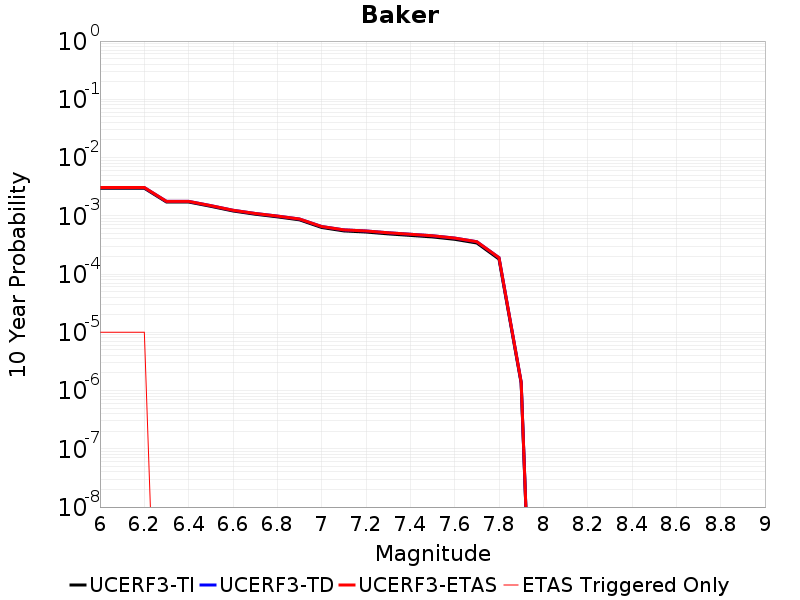 Baker
10 Year Probability
10^0
10^-1
10^-2
10^-3
10^-4
10^-5
10^-6
10^-7
10^-8
6 6.2 6.4 6.6 6.8 7 7.2 7.4 7.6 7.8 8 8.2 8.4 8.6 8.8 9
Magnitude
UCERF3-TI UCERF3-TD UCERF3-ETAS ETAS Triggered Only